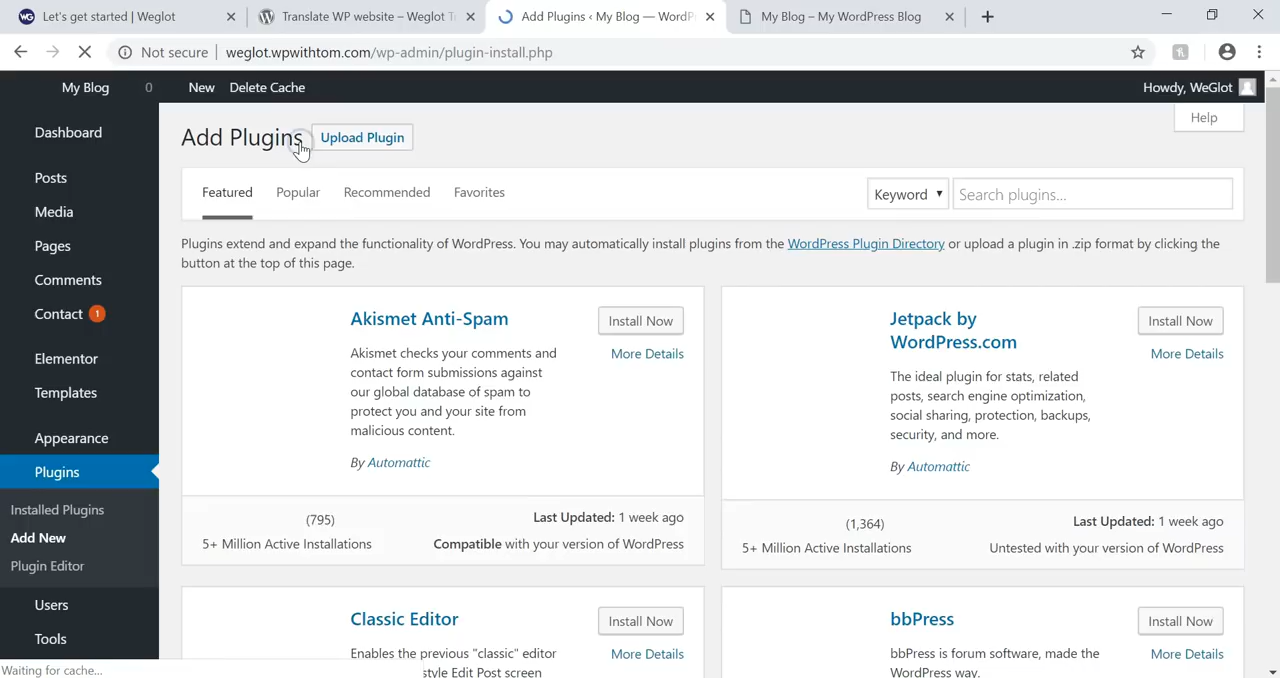 Let's get started | Weglot
Translate WP website – Weglot T
Add Plugins ‹ My Blog — WordP
My Blog – My WordPress Blog
Not secure
weglot.wpwithtom.com/wp-admin/plugin-install.php
My Blog
0
New
Delete Cache
Howdy, WeGlot
Dashboard
Posts
Media
Pages
Comments
Contact 1
Elementor
Templates
Appearance
Plugins
Installed Plugins
Add New
Plugin Editor
Users
Tools
Waiting for cache...
Help
Add Plugins
Upload Plugin
Featured
Popular
Recommended
Favorites
Keyword
Search plugins...
Plugins extend and expand the functionality of WordPress. You may automatically install plugins from the WordPress Plugin Directory or upload a plugin in .zip format by clicking the
button at the top of this page.
Akismet Anti-Spam
Install Now
More Details
Akismet checks your comments and
contact form submissions against
our global database of spam to
protect you and your site from
malicious content.
By Automattic
(795)
5+ Million Active Installations
Last Updated: 1 week ago
Compatible with your version of WordPress
Jetpack by
WordPress.com
Install Now
More Details
The ideal plugin for stats, related
posts, search engine optimization,
social sharing, protection, backups,
security, and more.
By Automattic
(1,364)
5+ Million Active Installations
Last Updated: 1 week ago
Untested with your version of WordPress
Classic Editor
Install Now
More Details
Enables the previous "classic" editor
style Edit Post screen
bbPress
Install Now
More Details
bbPress is forum software, made the
WordPress way.